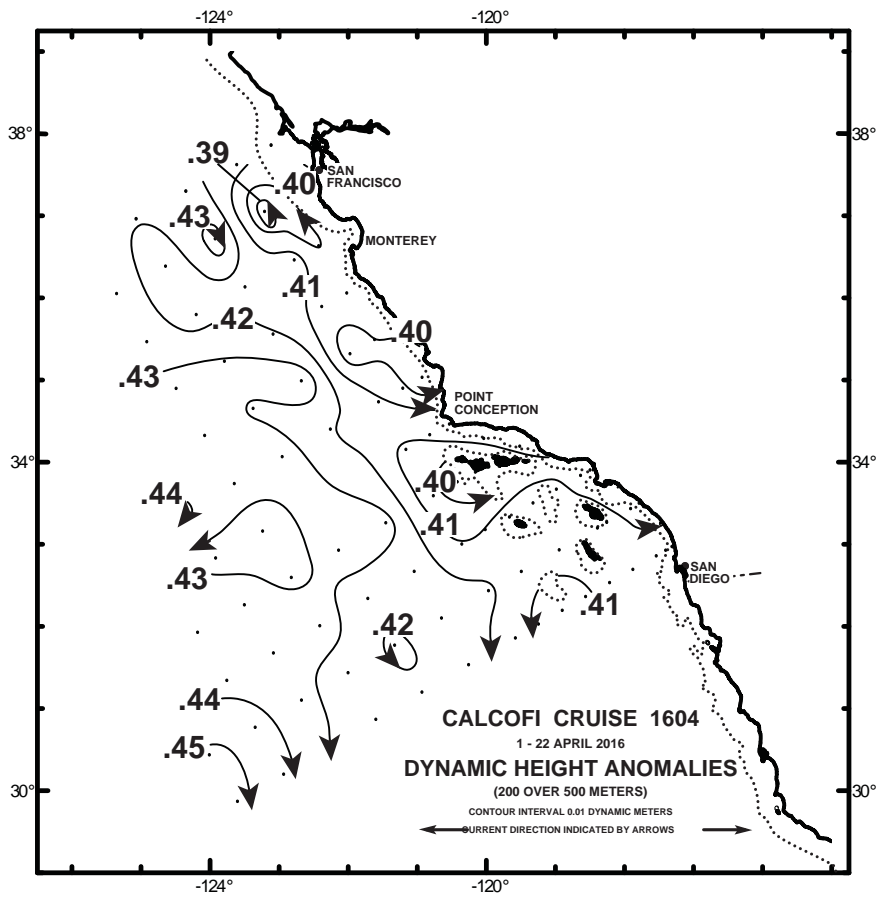 -124° -120°
38° 38°
.39
SAN
FRANCISCO
.40
.43
MONTEREY
.41
.42
.40
.43
POINT
CONCEPTION
34° 34°
.40
.44
.41
SAN
DIEGO
.43
.41
.42
.44
CALCOFI CRUISE 1604
1 - 22 APRIL 2016
.45
DYNAMIC HEIGHT ANOMALIES
(200 OVER 500 METERS)
30° 30°
CONTOUR INTERVAL 0.01 DYNAMIC METERS
CURRENT DIRECTION INDICATED BY ARROWS
-124° -120°